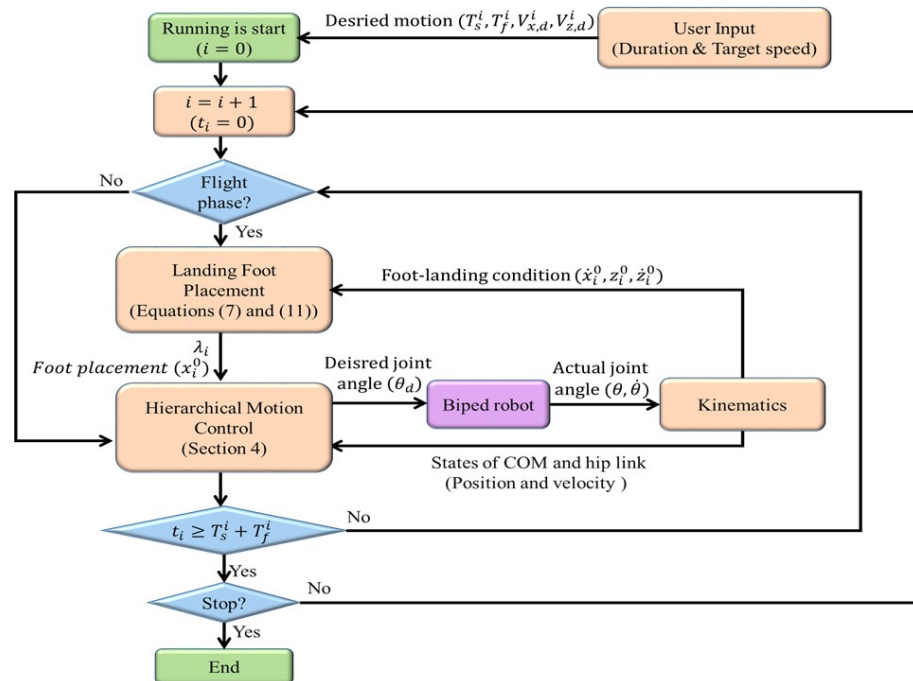 Desried motion (T_s^i, T_f^i, V_{x,d}^i, V_{z,d}^i)
Running is start
(i = 0)
User Input
(Duration & Target speed)
i = i + 1
(t_i = 0)
No
Flight
phase?
Yes
Landing Foot
Placement
(Equations (7) and (11))
Foot-landing condition (ẋ_i^0, z_i^0, ż_i^0)
λ_i
Foot placement (x_i^0)
Deisred joint
angle (θ_d)
Actual joint
angle (θ, θ̇)
Hierarchical Motion
Control
(Section 4)
Biped robot
Kinematics
States of COM and hip link
(Position and velocity )
t_i ≥ T_s^i + T_f^i
No
Yes
Stop?
No
Yes
End